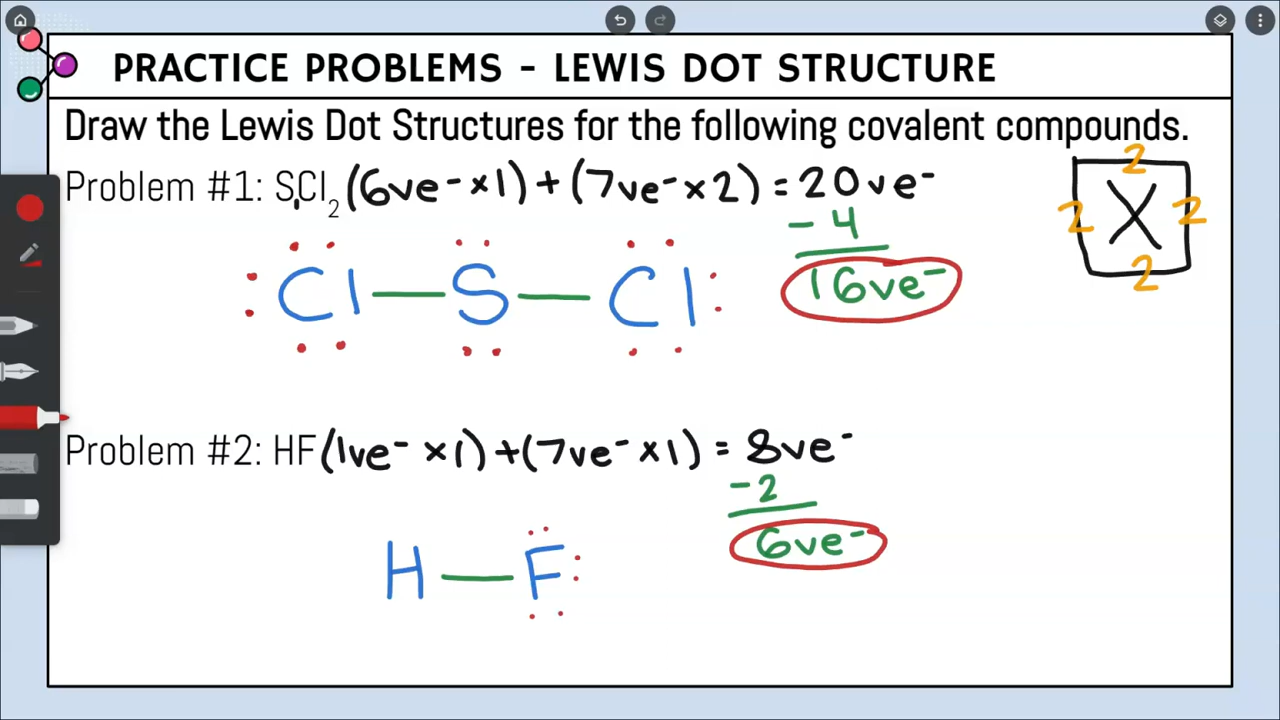 PRACTICE PROBLEMS - LEWIS DOT STRUCTURE
Draw the Lewis Dot Structures for the following covalent compounds.
Problem #1: SCl₂ (6ve⁻ x1) + (7ve⁻ x 2) = 20ve⁻
- 4
16ve⁻
2
2 X 2
2
Cl — S — Cl
Problem #2: HF (1ve⁻ x1) + (7ve⁻ x1) = 8ve⁻
-2
6ve⁻
H — F